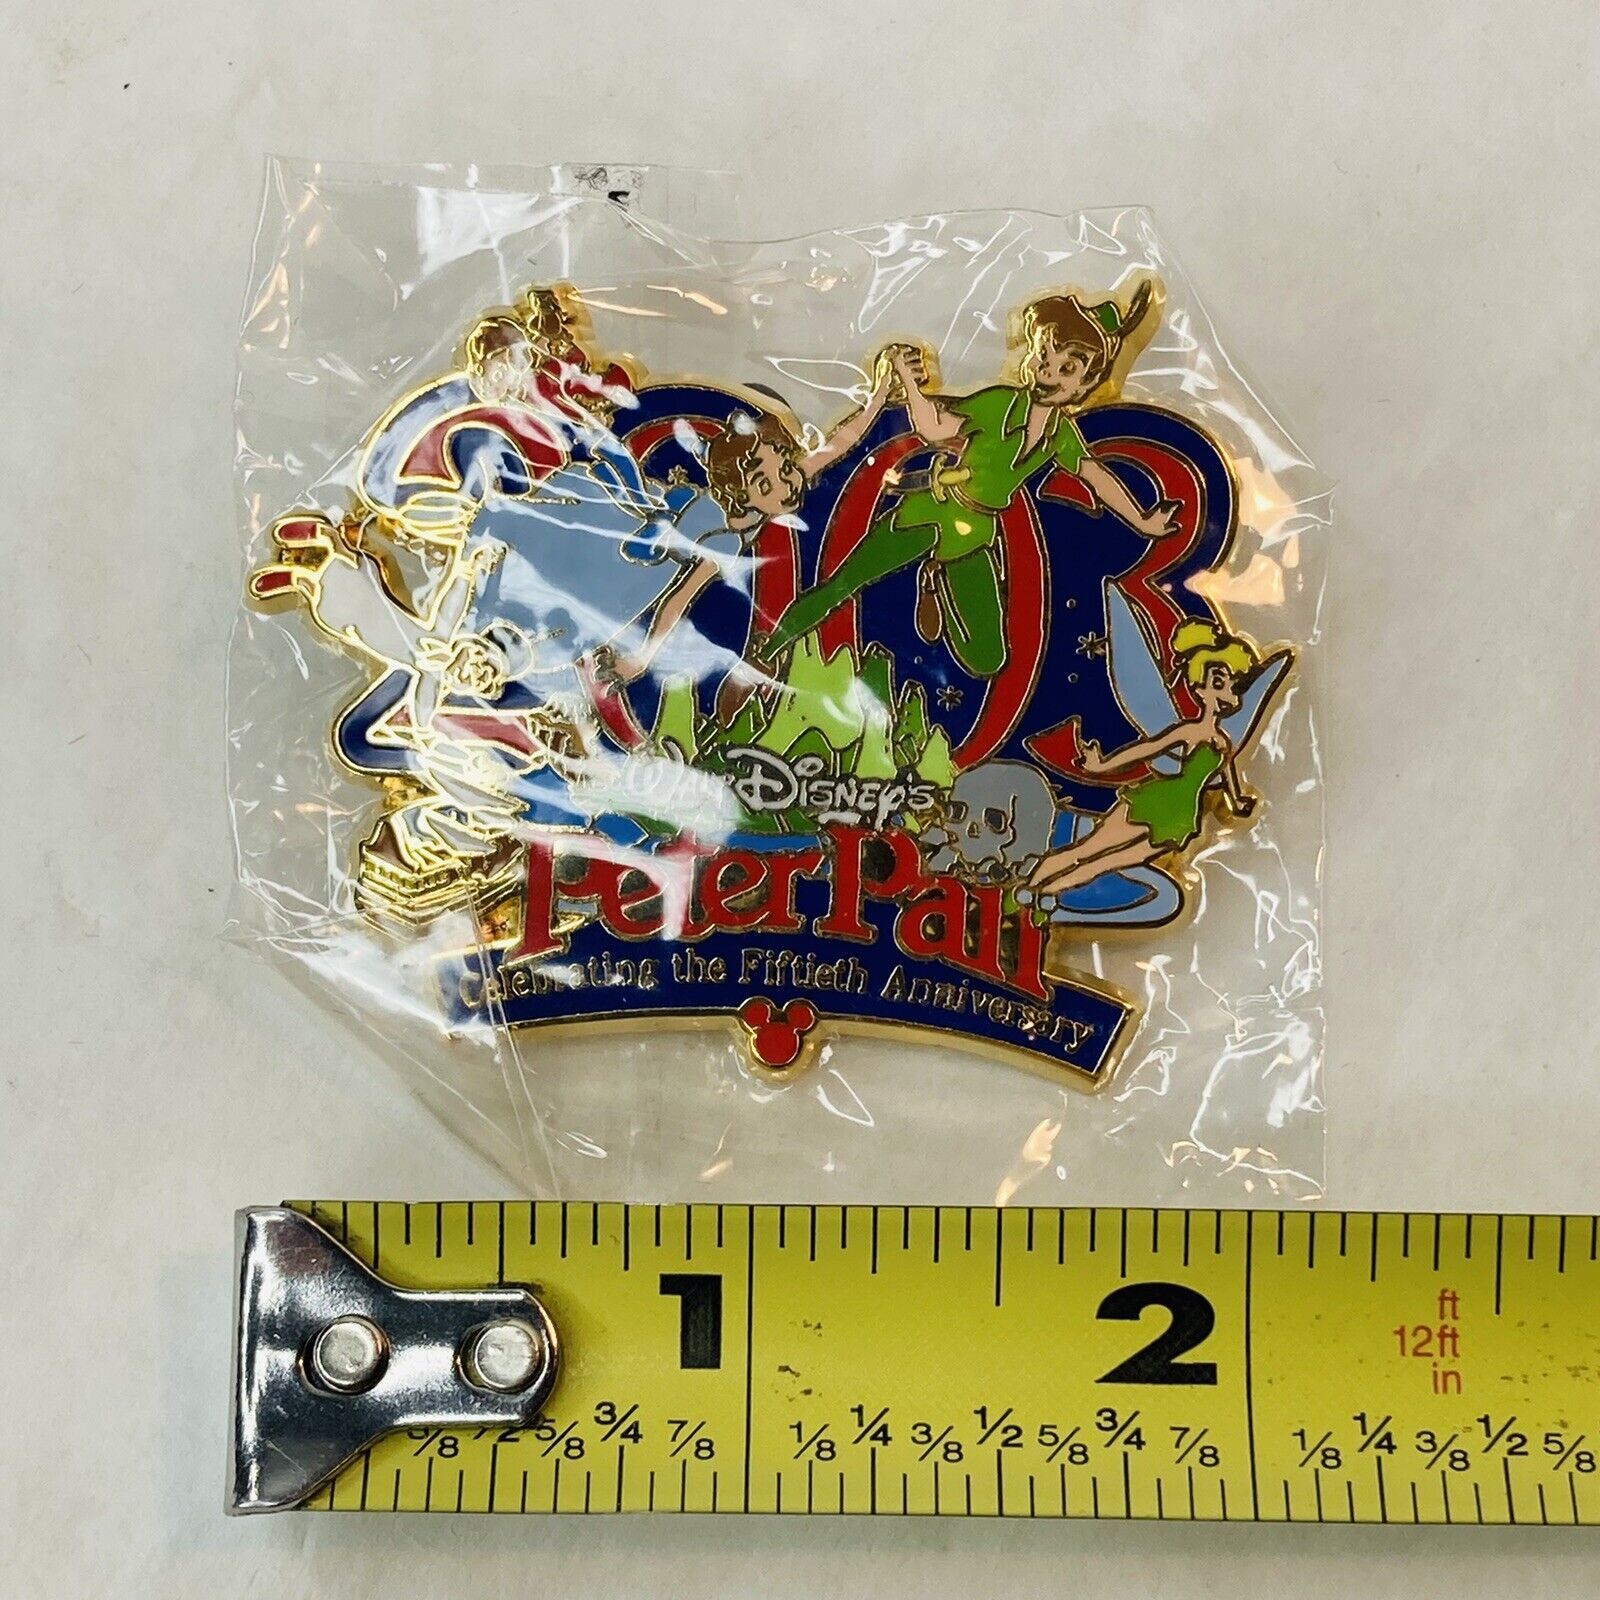 2003
Walt Disney's
Peter Pan
Celebrating the Fiftieth Anniversary
1 2
ft
12ft
in
3/8 1/2 5/8 3/4 7/8 1/8 1/4 3/8 1/2 5/8 3/4 7/8 1/8 1/4 3/8 1/2 5/8